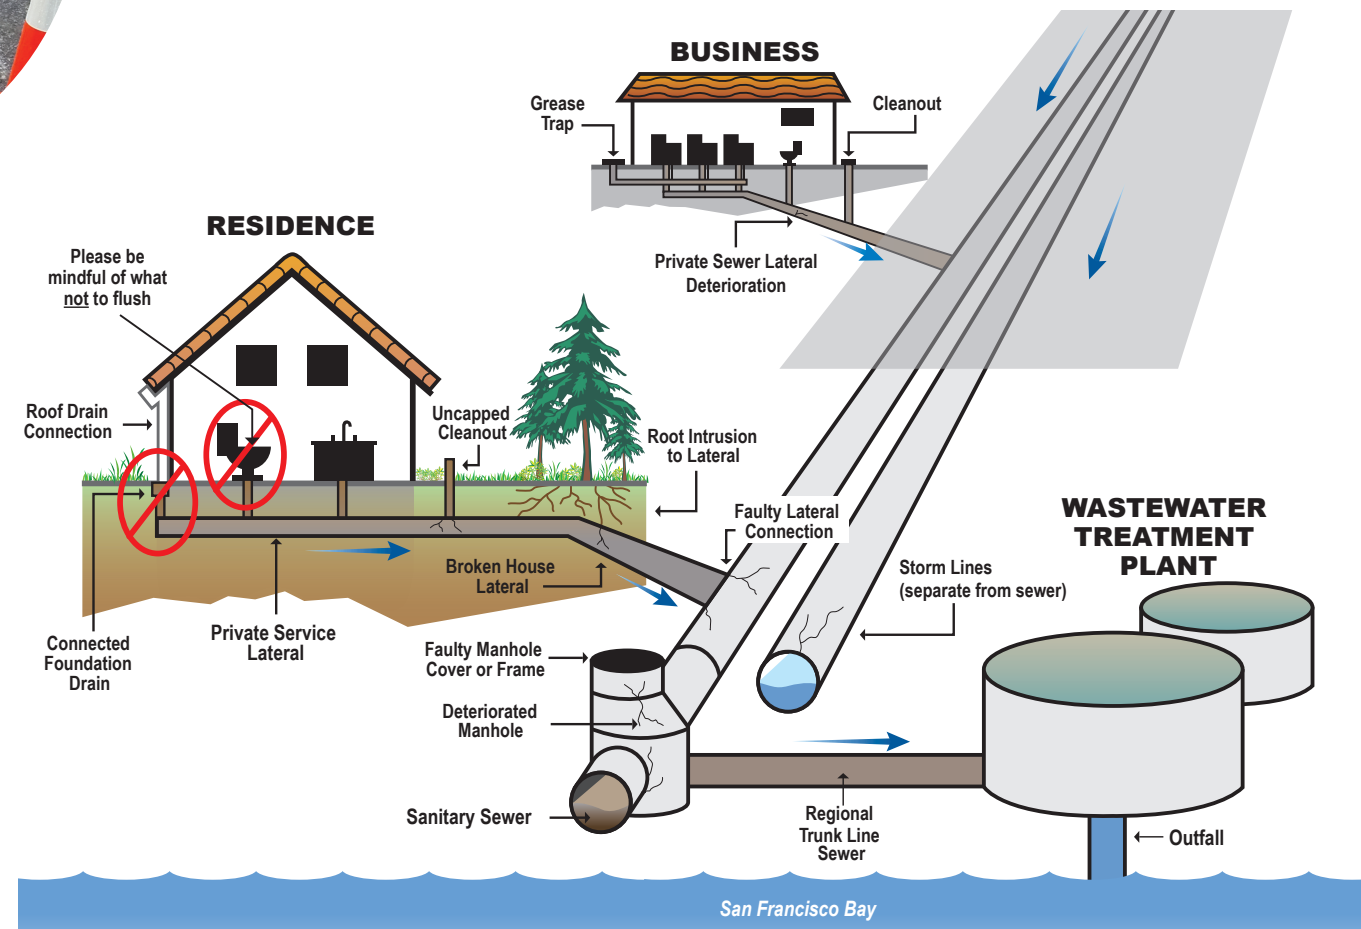 BUSINESS
Grease
Trap
Cleanout
Private Sewer Lateral
Deterioration
RESIDENCE
Please be
mindful of what
not to flush
Roof Drain
Connection
Uncapped
Cleanout
Root Intrusion
to Lateral
Faulty Lateral
Connection
WASTEWATER
TREATMENT
PLANT
Broken House
Lateral
Storm Lines
(separate from sewer)
Connected
Foundation
Drain
Private Service
Lateral
Faulty Manhole
Cover or Frame
Deteriorated
Manhole
Sanitary Sewer
Regional
Trunk Line
Sewer
Outfall
San Francisco Bay